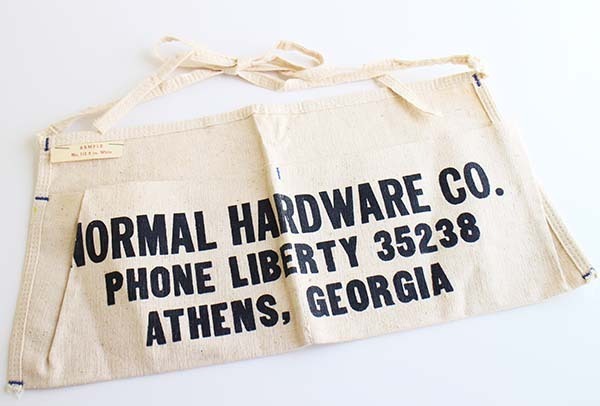 SAMPLE
NORMAL HARDWARE CO.
PHONE LIBERTY 35238
ATHENS, GEORGIA